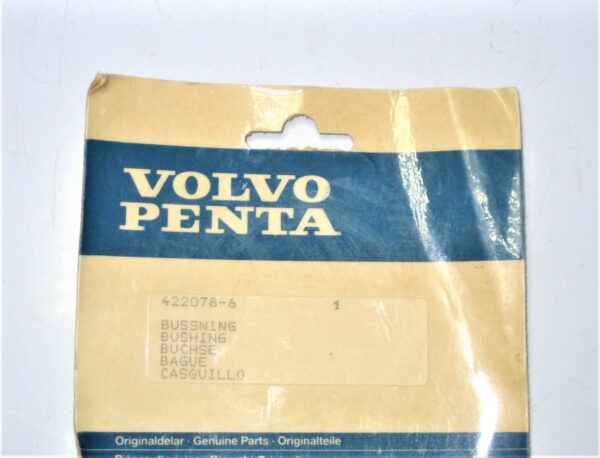 VOLVO
PENTA
422078-6 1
BUSSNING
BUSHING
BUCHSE
BAGUE
CASQUILLO
Originaldelar · Genuine Parts · Originalteile